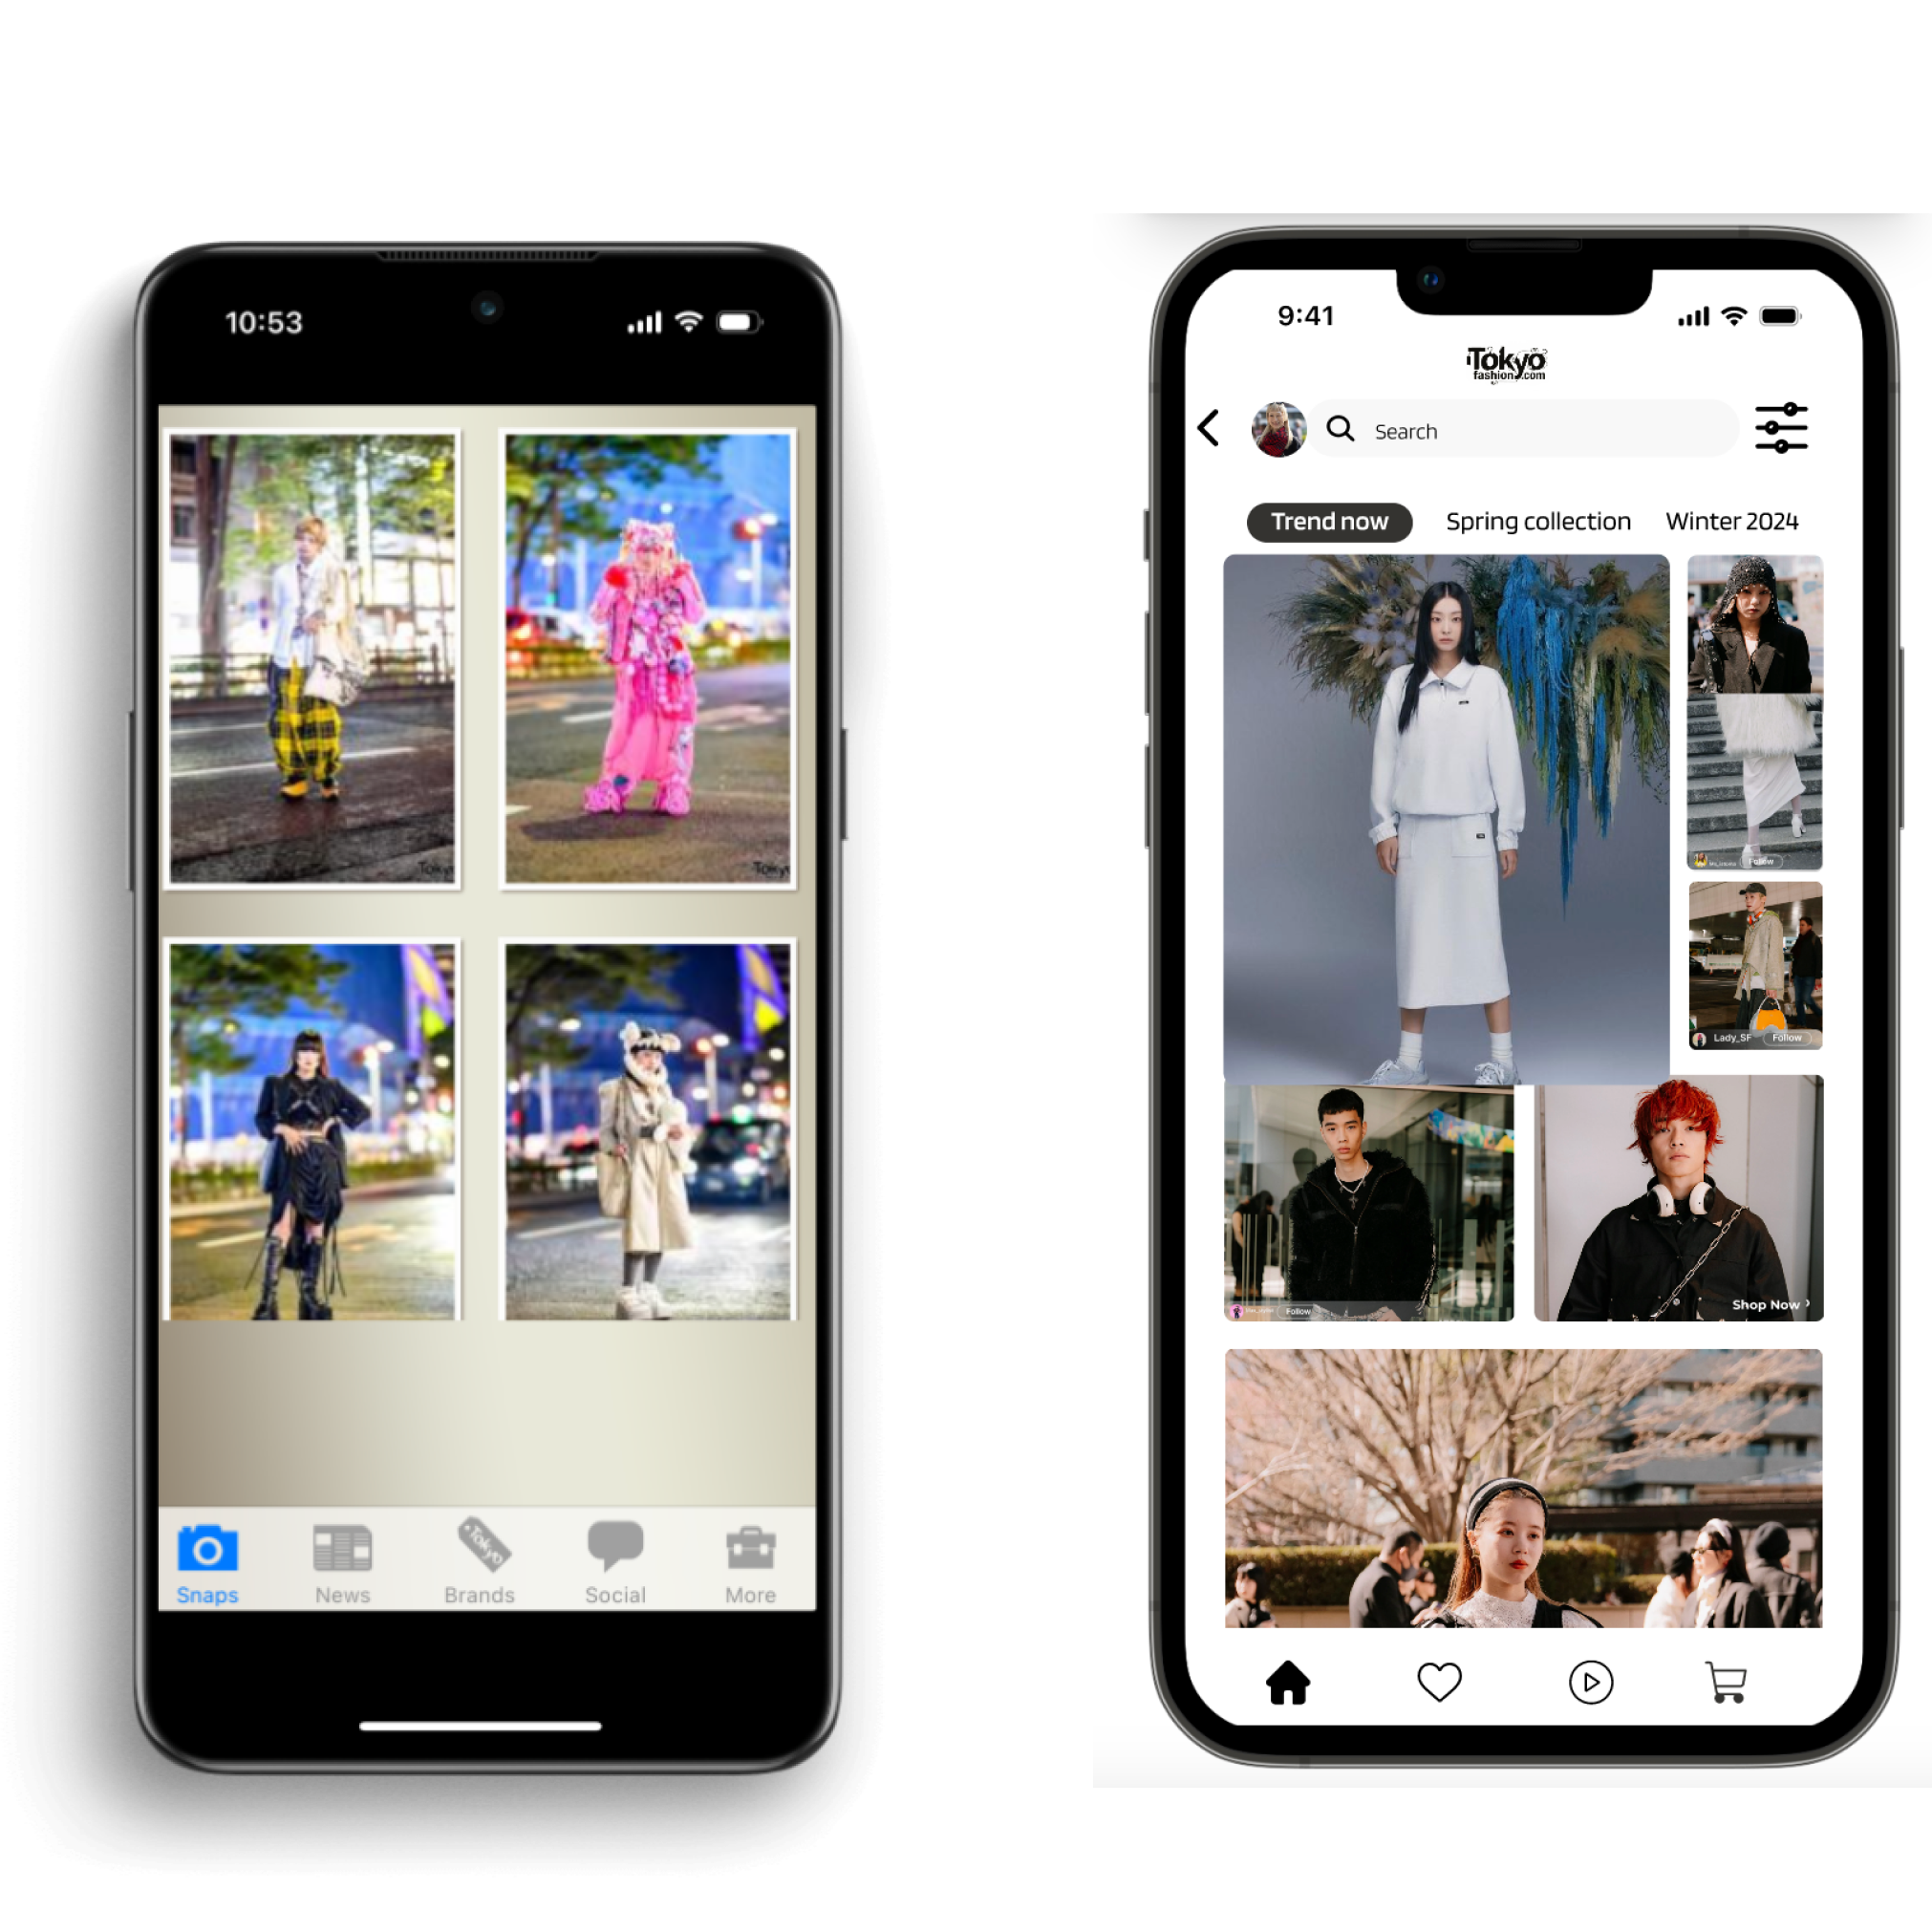 10:53
Tokyo
Snaps
News
Brands
Social
More
9:41
Tokyo
fashion.com
Search
Trend now
Spring collection
Winter 2024
Follow
Lady_SF
Follow
Follow
Shop Now ›